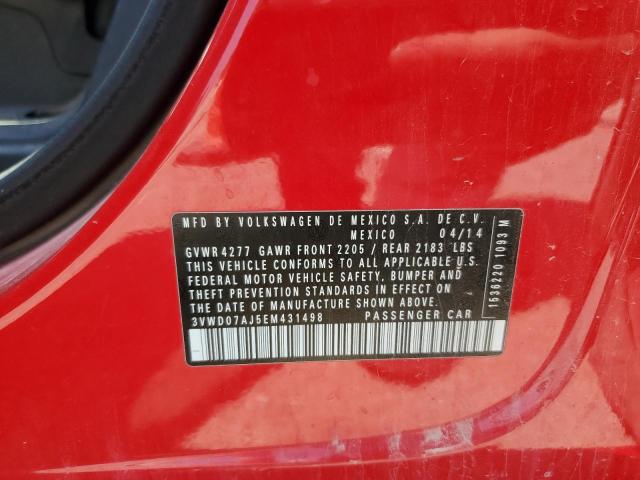 MFD BY VOLKSWAGEN DE MEXICO S.A. DE C.V.
MEXICO 04/14
GVWR 4277 GAWR FRONT 2205 / REAR 2183 LBS
THIS VEHICLE CONFORMS TO ALL APPLICABLE U.S.
FEDERAL MOTOR VEHICLE SAFETY, BUMPER AND
THEFT PREVENTION STANDARDS IN EFFECT ON
THE DATE OF MANUFACTURE SHOWN ABOVE.
3VWD07AJ5EM431498 PASSENGER CAR
1536220 1093 M